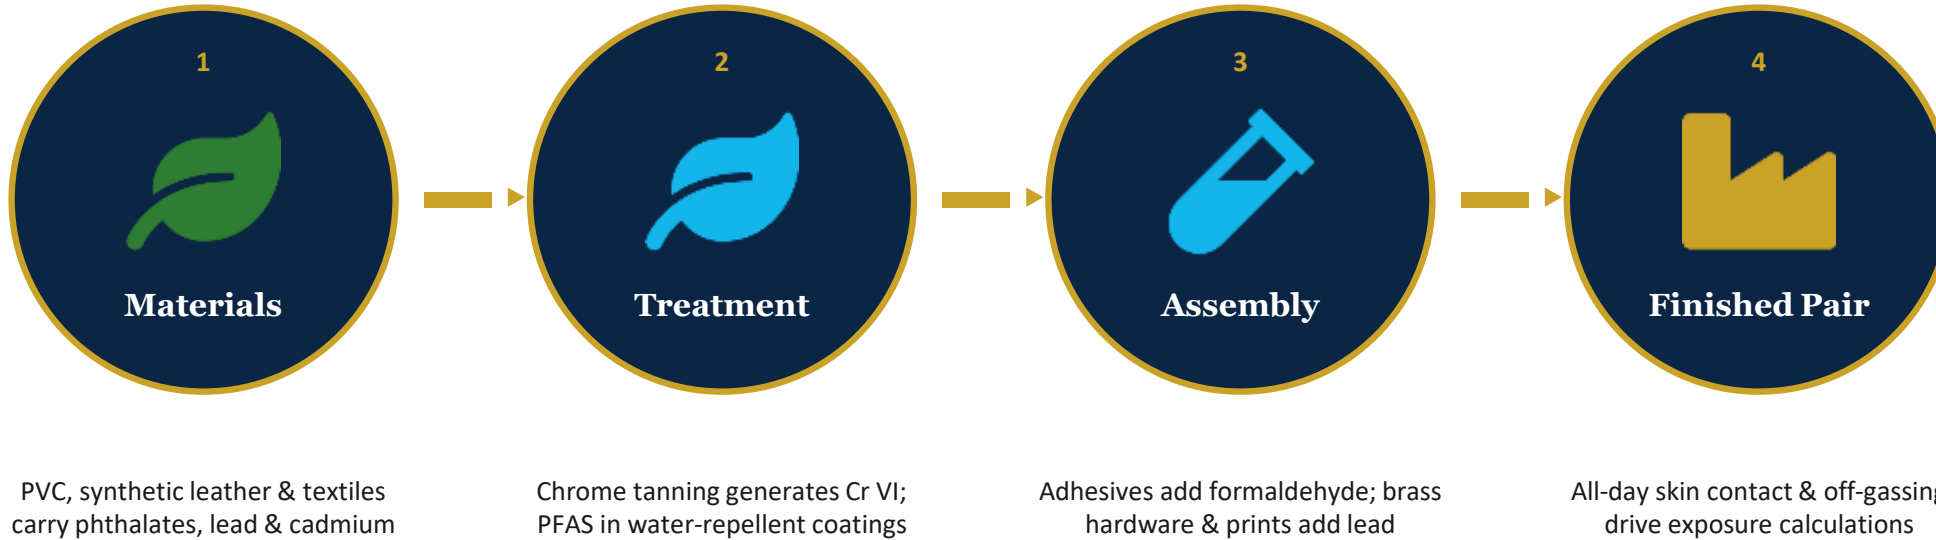 1
Materials
PVC, synthetic leather & textiles
carry phthalates, lead & cadmium
2
Treatment
Chrome tanning generates Cr VI;
PFAS in water-repellent coatings
3
Assembly
Adhesives add formaldehyde; brass
hardware & prints add lead
4
Finished Pair
All-day skin contact & off-gassing
drive exposure calculations